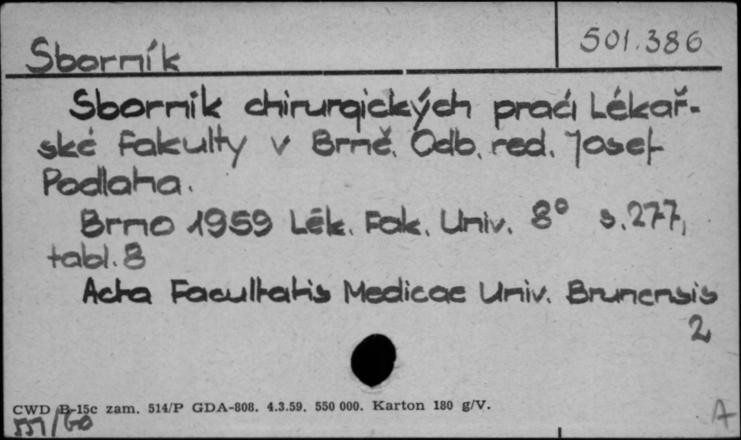 Sborník
501.386
Sborník chirurgických prací Lékař-
ské fakulty v Brně. Odb. red. Josef
Podlaha.
Brno 1959 Lék. Fak. Univ. 8° s. 277,
tabl. 8
Acta Facultatis Medicae Univ. Brunensis
2
CWD B-15c zam. 514/P GDA-808. 4.3.59. 550 000. Karton 180 g/V.
A